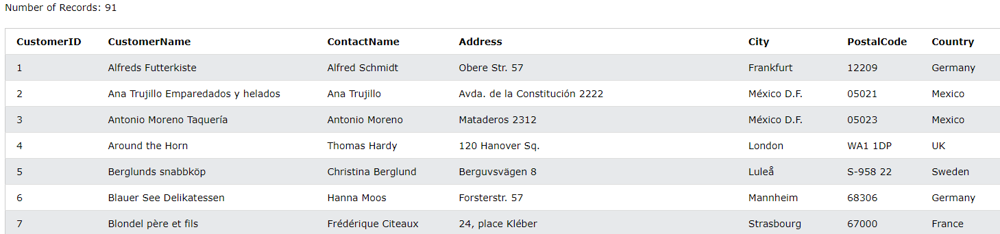 Number of Records: 91
CustomerID CustomerName ContactName Address City PostalCode Country
1 Alfreds Futterkiste Alfred Schmidt Obere Str. 57 Frankfurt 12209 Germany
2 Ana Trujillo Emparedados y helados Ana Trujillo Avda. de la Constitución 2222 México D.F. 05021 Mexico
3 Antonio Moreno Taquería Antonio Moreno Mataderos 2312 México D.F. 05023 Mexico
4 Around the Horn Thomas Hardy 120 Hanover Sq. London WA1 1DP UK
5 Berglunds snabbköp Christina Berglund Berguvsvägen 8 Luleå S-958 22 Sweden
6 Blauer See Delikatessen Hanna Moos Forsterstr. 57 Mannheim 68306 Germany
7 Blondel père et fils Frédérique Citeaux 24, place Kléber Strasbourg 67000 France